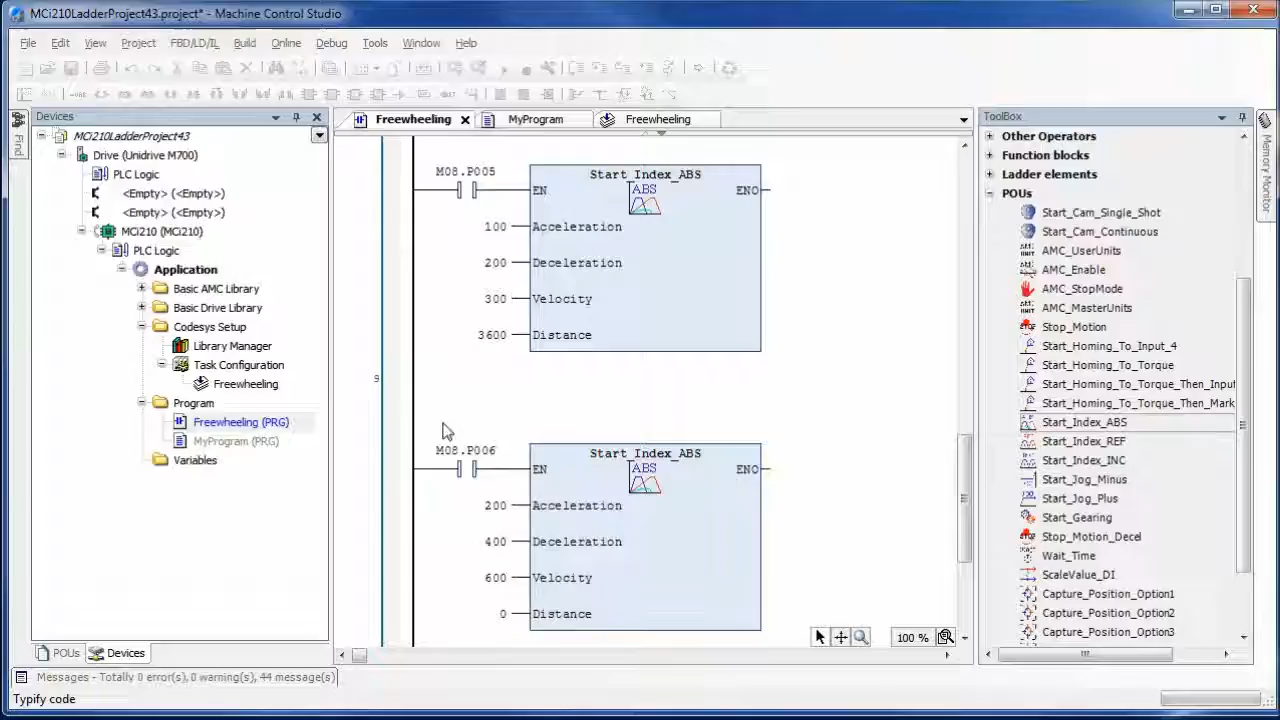 MCi210LadderProject43.project* - Machine Control Studio
File Edit View Project FBD/LD/IL Build Online Debug Tools Window Help
Devices
MCi210LadderProject43
Drive (Unidrive M700)
PLC Logic
<Empty> (<Empty>)
<Empty> (<Empty>)
MCi210 (MCi210)
PLC Logic
Application
Basic AMC Library
Basic Drive Library
Codesys Setup
Library Manager
Task Configuration
Freewheeling
Program
Freewheeling (PRG)
MyProgram (PRG)
Variables
POUs Devices
Find
Freewheeling MyProgram Freewheeling
M08.P005
Start_Index_ABS
ABS
EN ENO
100 Acceleration
200 Deceleration
300 Velocity
3600 Distance
9
M08.P006
Start_Index_ABS
ABS
EN ENO
200 Acceleration
400 Deceleration
600 Velocity
0 Distance
100 %
ToolBox
Other Operators
Function blocks
Ladder elements
POUs
Start_Cam_Single_Shot
Start_Cam_Continuous
AMC_UserUnits
AMC_Enable
AMC_StopMode
AMC_MasterUnits
Stop_Motion
Start_Homing_To_Input_4
Start_Homing_To_Torque
Start_Homing_To_Torque_Then_Input
Start_Homing_To_Torque_Then_Mark
Start_Index_ABS
Start_Index_REF
Start_Index_INC
Start_Jog_Minus
Start_Jog_Plus
Start_Gearing
Stop_Motion_Decel
Wait_Time
ScaleValue_DI
Capture_Position_Option1
Capture_Position_Option2
Capture_Position_Option3
Memory Monitor
Messages - Totally 0 error(s), 0 warning(s), 44 message(s)
Typify code